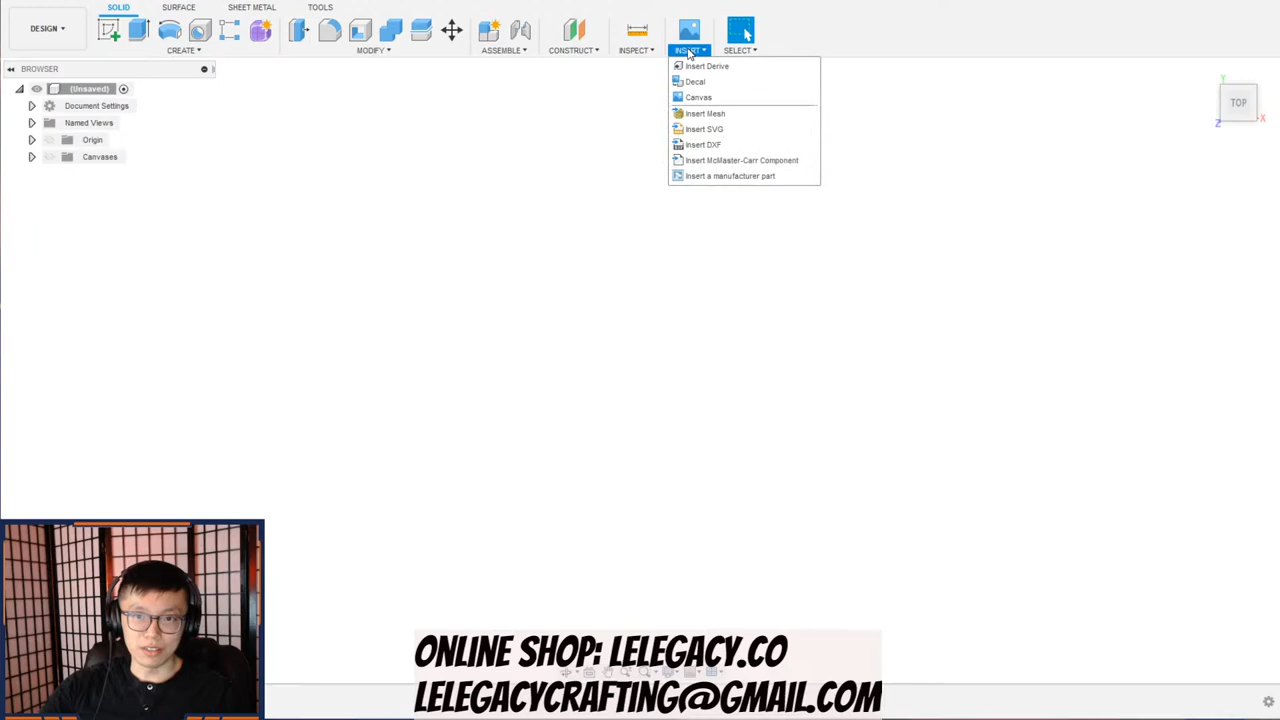 SOLID SURFACE SHEET METAL TOOLS
DESIGN
CREATE MODIFY ASSEMBLE CONSTRUCT INSPECT INSERT SELECT
BROWSER
(Unsaved)
Document Settings
Named Views
Origin
Canvases
Insert Derive
Decal
Canvas
Insert Mesh
Insert SVG
Insert DXF
Insert McMaster-Carr Component
Insert a manufacturer part
Y
TOP
Z
X
ONLINE SHOP: LELEGACY.CO
LELEGACYCRAFTING@GMAIL.COM